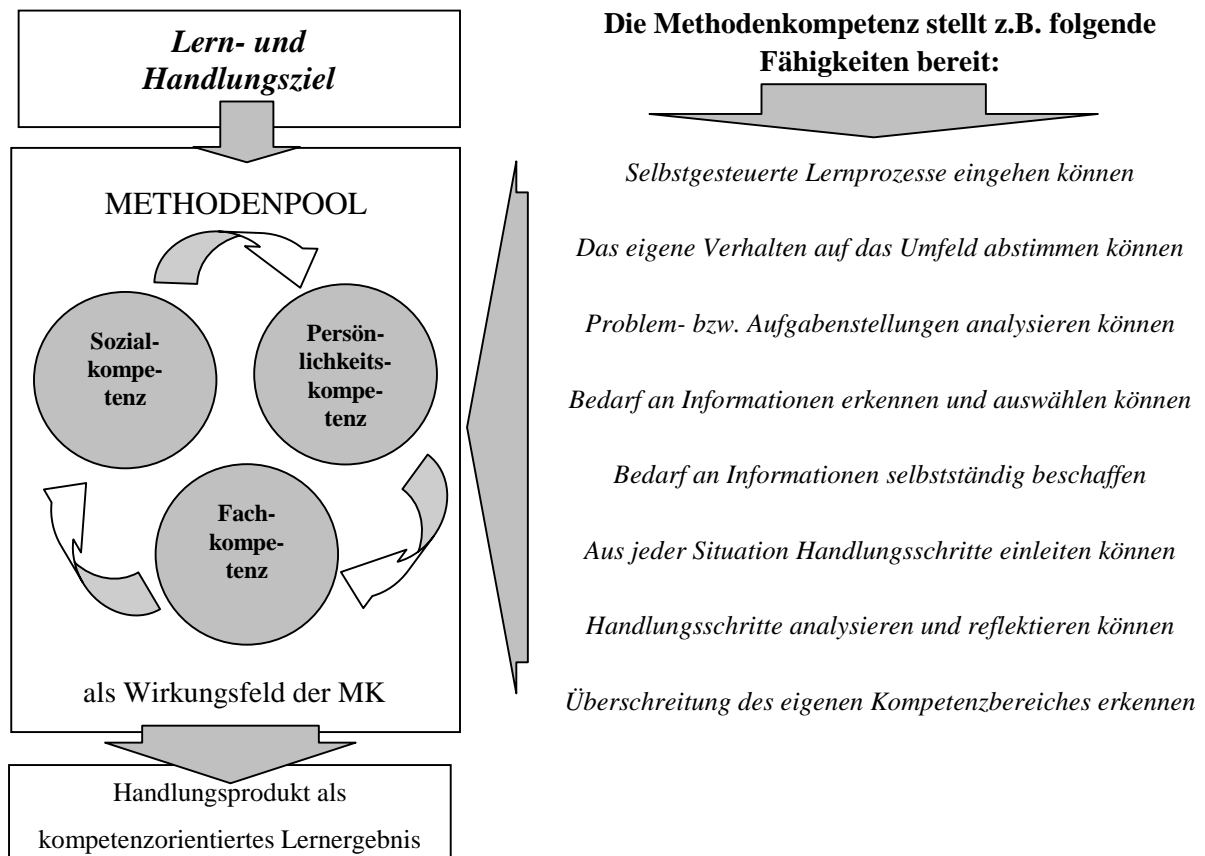 Lern- und
Handlungsziel
METHODENPOOL
Sozial-
kompe-
tenz
Persön-
lichkeits-
kompe-
tenz
Fach-
kompe-
tenz
als Wirkungsfeld der MK
Handlungsprodukt als
kompetenzorientiertes Lernergebnis
Die Methodenkompetenz stellt z.B. folgende
Fähigkeiten bereit:
Selbstgesteuerte Lernprozesse eingehen können
Das eigene Verhalten auf das Umfeld abstimmen können
Problem- bzw. Aufgabenstellungen analysieren können
Bedarf an Informationen erkennen und auswählen können
Bedarf an Informationen selbstständig beschaffen
Aus jeder Situation Handlungsschritte einleiten können
Handlungsschritte analysieren und reflektieren können
Überschreitung des eigenen Kompetenzbereiches erkennen